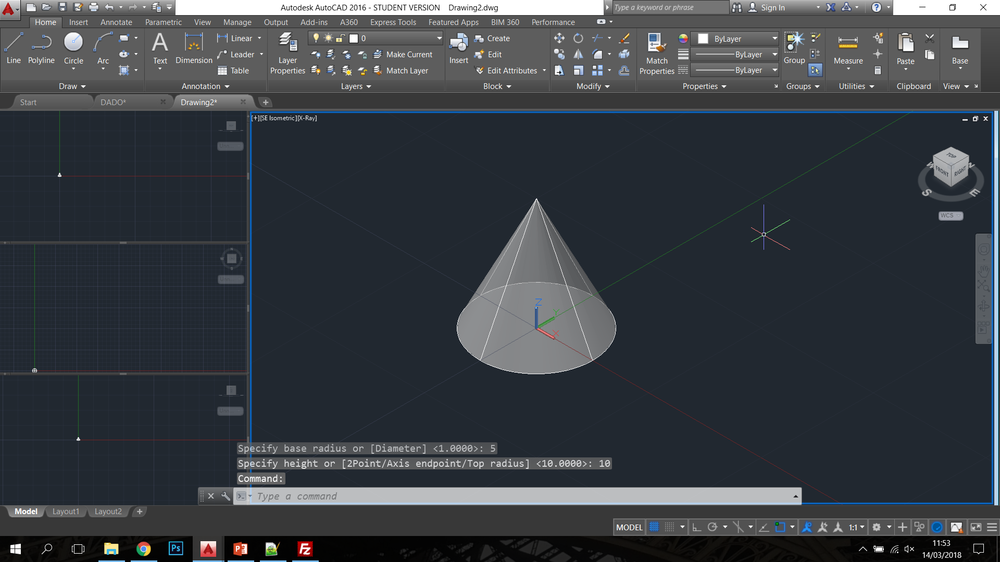 Autodesk AutoCAD 2016 - STUDENT VERSION Drawing2.dwg
Type a keyword or phrase
Sign In
Home Insert Annotate Parametric View Manage Output Add-ins A360 Express Tools Featured Apps BIM 360 Performance
Line Polyline Circle Arc
Text Dimension
Linear
Leader
Table
Layer Properties
0
Make Current
Match Layer
Insert
Create
Edit
Edit Attributes
Match Properties
ByLayer
ByLayer
ByLayer
Group
Measure
Paste
Base
Draw Annotation Layers Block Modify Properties Groups Utilities Clipboard View
Start DADO* Drawing2*
[+][SE Isometric][X-Ray]
TOP
FRONT RIGHT
W N
S E
WCS
N
W E
S
Z
Y
X
Specify base radius or [Diameter] <1.0000>: 5
Specify height or [2Point/Axis endpoint/Top radius] <10.0000>: 10
Command:
Type a command
Model Layout1 Layout2
MODEL 1:1
Ps
11:53
14/03/2018